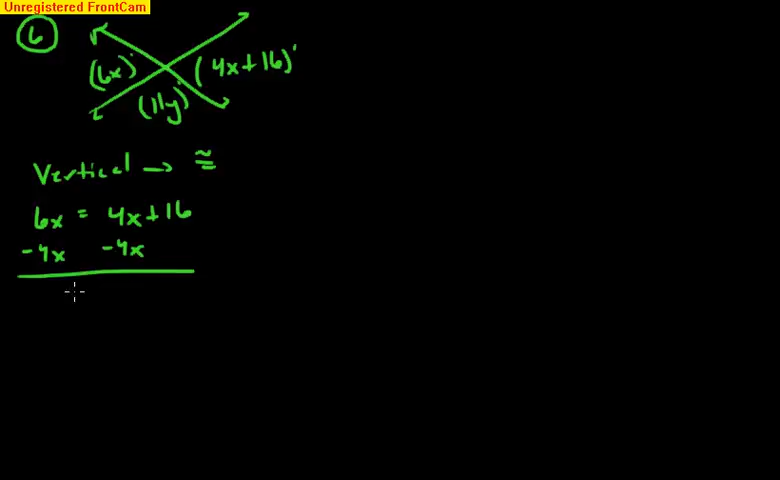 Unregistered FrontCam
6
(6x)° (4x+16)°
(11y)°
Vertical → ≅
6x = 4x+16
-4x -4x